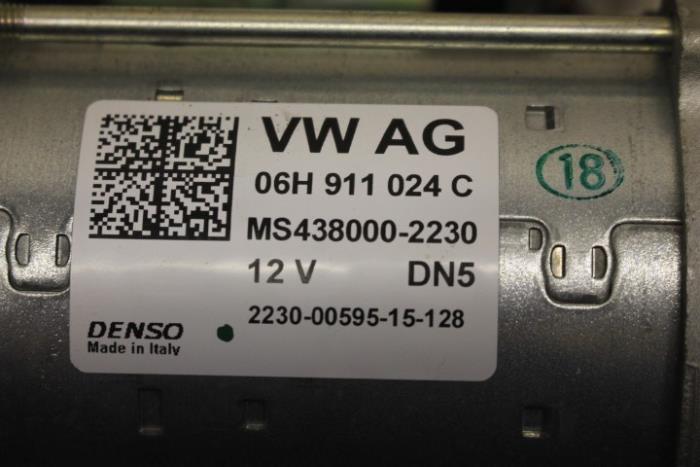 VW AG
06H 911 024 C
MS438000-2230
12 V DN5
2230-00595-15-128
DENSO
Made in Italy
18